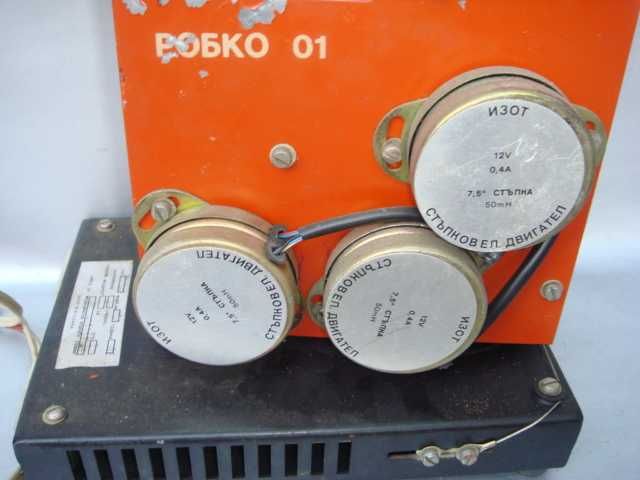 РОБКО 01
ИЗОТ
12V
0,4A
7,5° СТЪПКА
50mH
СТЪПКОВ ЕЛ. ДВИГАТЕЛ
ИЗОТ
12V
0,4A
7,5° СТЪПКА
50mH
СТЪПКОВ ЕЛ. ДВИГАТЕЛ
ИЗОТ
12V
0,4A
7,5° СТЪПКА
50mH
СТЪПКОВ ЕЛ. ДВИГАТЕЛ